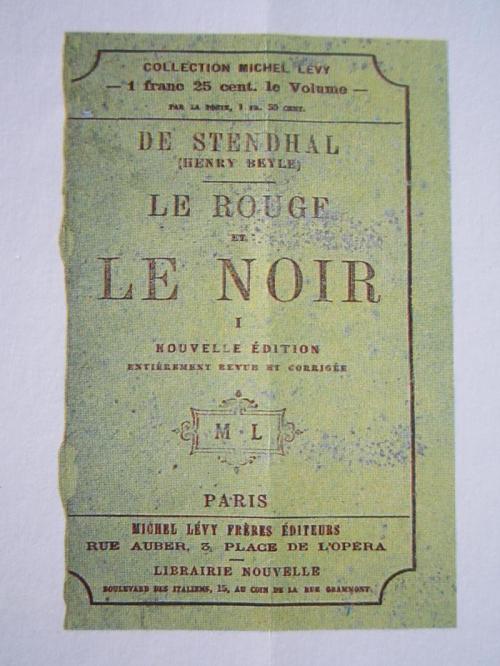 COLLECTION MICHEL LÉVY
— 1 franc 25 cent. le Volume —
PAR LA POSTE, 1 FR. 50 CENT.
DE STENDHAL
(HENRY BEYLE)
LE ROUGE
ET
LE NOIR
I
NOUVELLE ÉDITION
ENTIÈREMENT REVUE ET CORRIGÉE
M L
PARIS
MICHEL LÉVY FRÈRES ÉDITEURS
RUE AUBER, 3, PLACE DE L'OPÉRA
LIBRAIRIE NOUVELLE
BOULEVARD DES ITALIENS, 15, AU COIN DE LA RUE GRAMMONT.